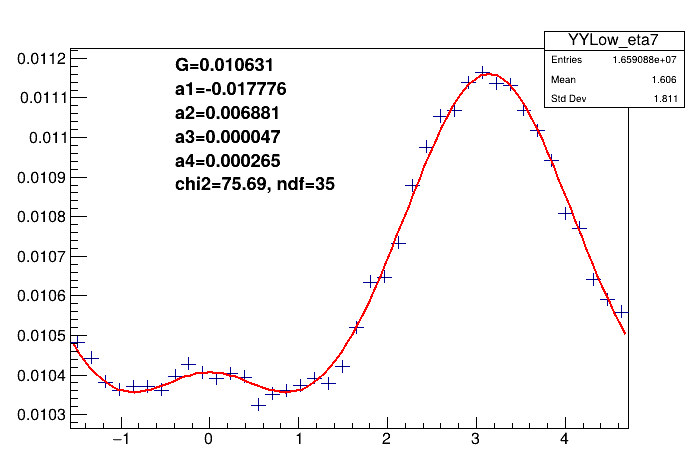 YYLow_eta7
Entries 1.659088e+07
Mean 1.606
Std Dev 1.811
G=0.010631
a1=-0.017776
a2=0.006881
a3=0.000047
a4=0.000265
chi2=75.69, ndf=35
0.0112
0.0111
0.011
0.0109
0.0108
0.0107
0.0106
0.0105
0.0104
0.0103
−1 0 1 2 3 4